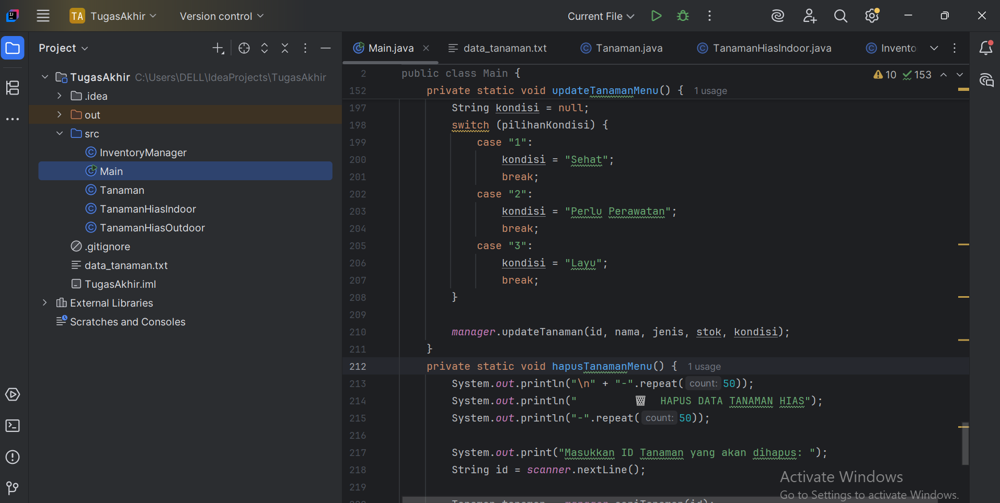 TA TugasAkhir
Version control
Current File
Project
TugasAkhir C:\Users\DELL\IdeaProjects\TugasAkhir
.idea
out
src
InventoryManager
Main
Tanaman
TanamanHiasIndoor
TanamanHiasOutdoor
.gitignore
data_tanaman.txt
TugasAkhir.iml
External Libraries
Scratches and Consoles
Main.java
data_tanaman.txt
Tanaman.java
TanamanHiasIndoor.java
Invento
10 153
2 public class Main {
152 private static void updateTanamanMenu() { 1 usage
197 String kondisi = null;
198 switch (pilihanKondisi) {
199 case "1":
200 kondisi = "Sehat";
201 break;
202 case "2":
203 kondisi = "Perlu Perawatan";
204 break;
205 case "3":
206 kondisi = "Layu";
207 break;
208 }
209
210 manager.updateTanaman(id, nama, jenis, stok, kondisi);
211 }
212 private static void hapusTanamanMenu() { 1 usage
213 System.out.println("\n" + "-".repeat( count: 50));
214 System.out.println(" 🗑 HAPUS DATA TANAMAN HIAS");
215 System.out.println("-".repeat( count: 50));
216
217 System.out.print("Masukkan ID Tanaman yang akan dihapus: ");
218 String id = scanner.nextLine();
219
Activate Windows
Go to Settings to activate Windows.